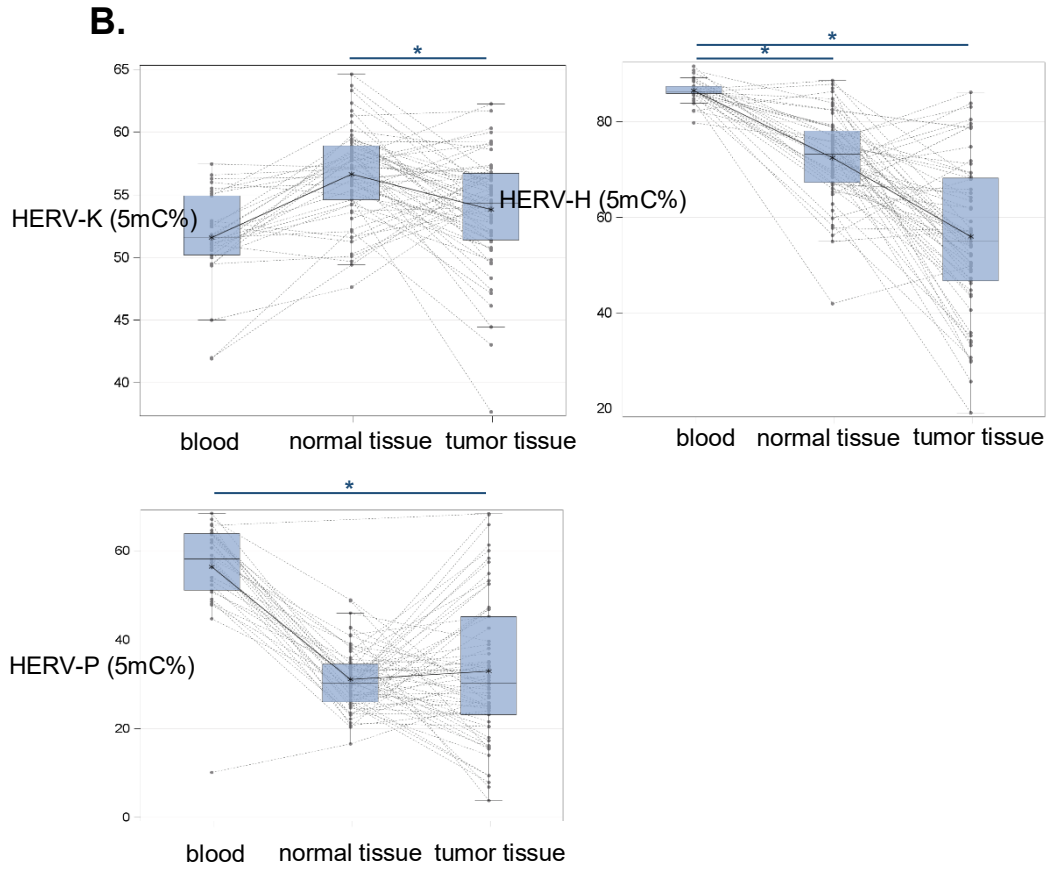 B.
*
65
60
55
50
45
40
HERV-K (5mC%)
blood normal tissue tumor tissue
*
*
80
60
40
20
HERV-H (5mC%)
blood normal tissue tumor tissue
*
60
40
20
0
HERV-P (5mC%)
blood normal tissue tumor tissue